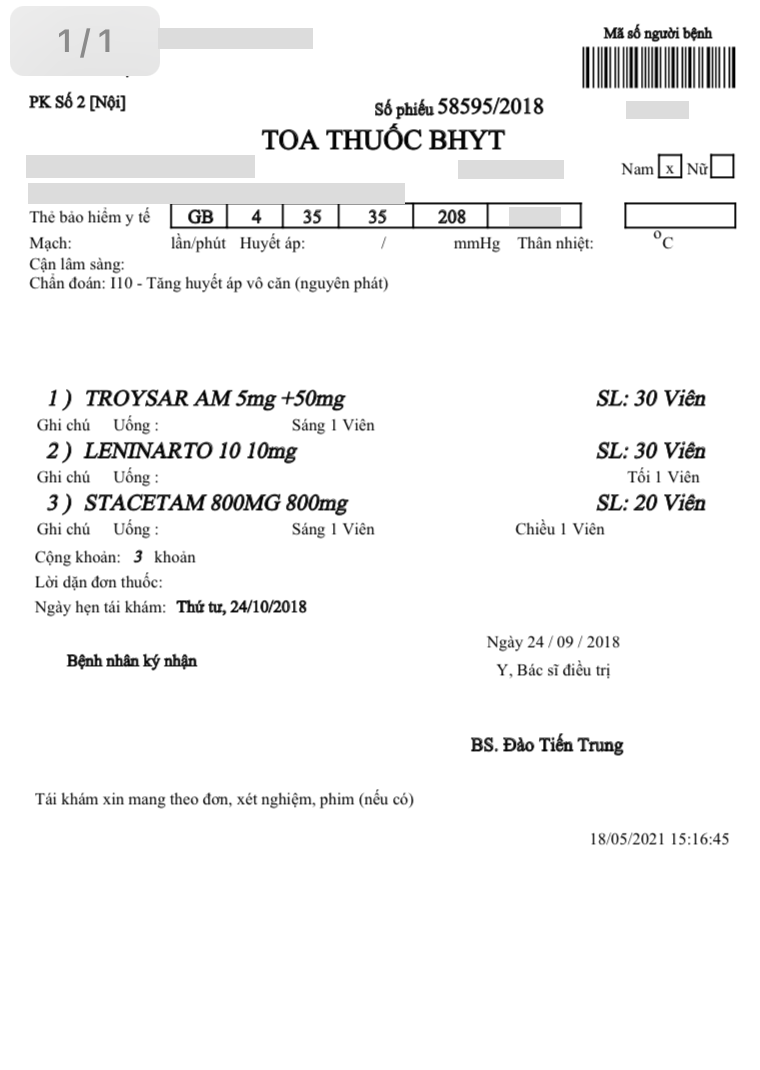 1/1
Mã số người bệnh
PK Số 2 [Nội]
Số phiếu 58595/2018
TOA THUỐC BHYT
Nam x Nữ
Thẻ bảo hiểm y tế GB 4 35 35 208
Mạch: lần/phút Huyết áp: / mmHg Thân nhiệt: °C
Cận lâm sàng:
Chẩn đoán: I10 - Tăng huyết áp vô căn (nguyên phát)
1 ) TROYSAR AM 5mg +50mg SL: 30 Viên
Ghi chú Uống : Sáng 1 Viên
2 ) LENINARTO 10 10mg SL: 30 Viên
Ghi chú Uống : Tối 1 Viên
3 ) STACETAM 800MG 800mg SL: 20 Viên
Ghi chú Uống : Sáng 1 Viên Chiều 1 Viên
Cộng khoản: 3 khoản
Lời dặn đơn thuốc:
Ngày hẹn tái khám: Thứ tư, 24/10/2018
Ngày 24 / 09 / 2018
Bệnh nhân ký nhận
Y, Bác sĩ điều trị
BS. Đào Tiến Trung
Tái khám xin mang theo đơn, xét nghiệm, phim (nếu có)
18/05/2021 15:16:45